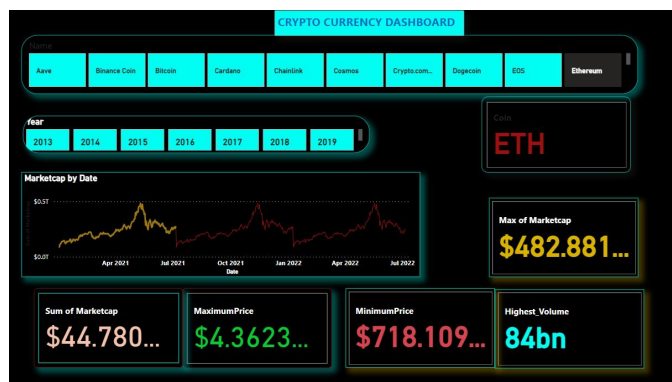 CRYPTO CURRENCY DASHBOARD
Name
Aave Binance Coin Bitcoin Cardano Chainlink Cosmos Crypto.com... Dogecoin EOS Ethereum
Year
2013 2014 2015 2016 2017 2018 2019
Coin
ETH
Marketcap by Date
$0.5T
$0.0T
Apr 2021 Jul 2021 Oct 2021 Jan 2022 Apr 2022 Jul 2022
Date
Max of Marketcap
$482.881...
Sum of Marketcap
$44.780...
MaximumPrice
$4.3623...
MinimumPrice
$718.109...
Highest_Volume
84bn